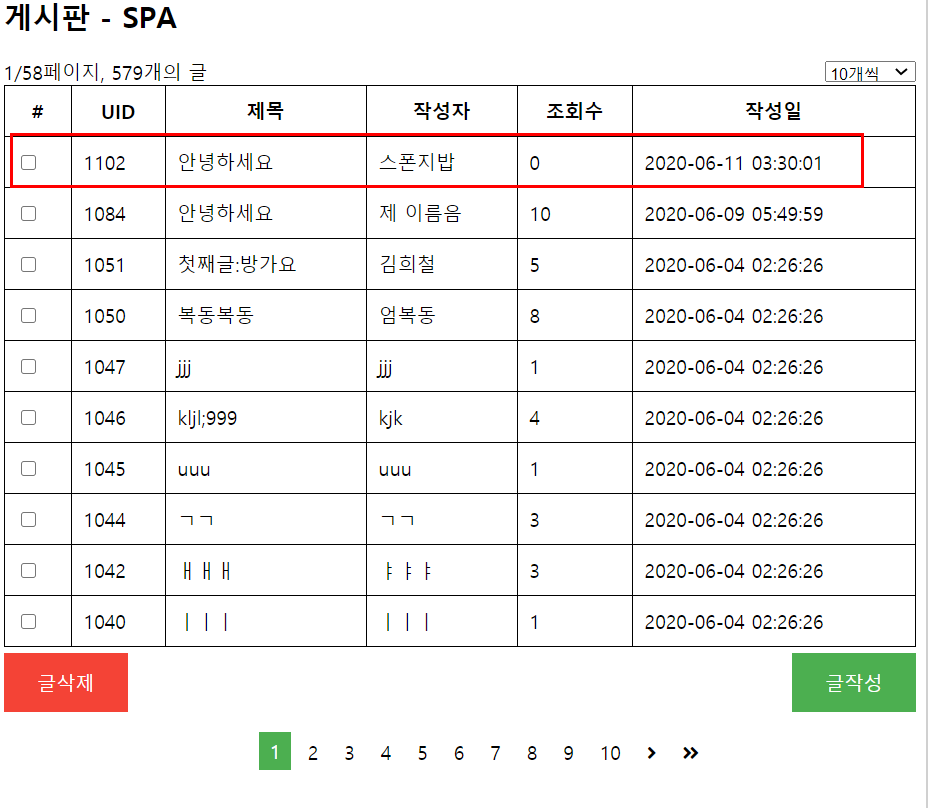 게시판 - SPA
1/58페이지, 579개의 글 10개씩
# UID 제목 작성자 조회수 작성일
1102 안녕하세요 스폰지밥 0 2020-06-11 03:30:01
1084 안녕하세요 제 이름음 10 2020-06-09 05:49:59
1051 첫째글:방가요 김희철 5 2020-06-04 02:26:26
1050 복동복동 엄복동 8 2020-06-04 02:26:26
1047 jjj jjj 1 2020-06-04 02:26:26
1046 kljl;999 kjk 4 2020-06-04 02:26:26
1045 uuu uuu 1 2020-06-04 02:26:26
1044 ㄱㄱ ㄱㄱ 3 2020-06-04 02:26:26
1042 ㅐㅐㅐ ㅑㅑㅑ 3 2020-06-04 02:26:26
1040 ㅣㅣㅣ ㅣㅣㅣ 1 2020-06-04 02:26:26
글삭제 글작성
1 2 3 4 5 6 7 8 9 10 › »